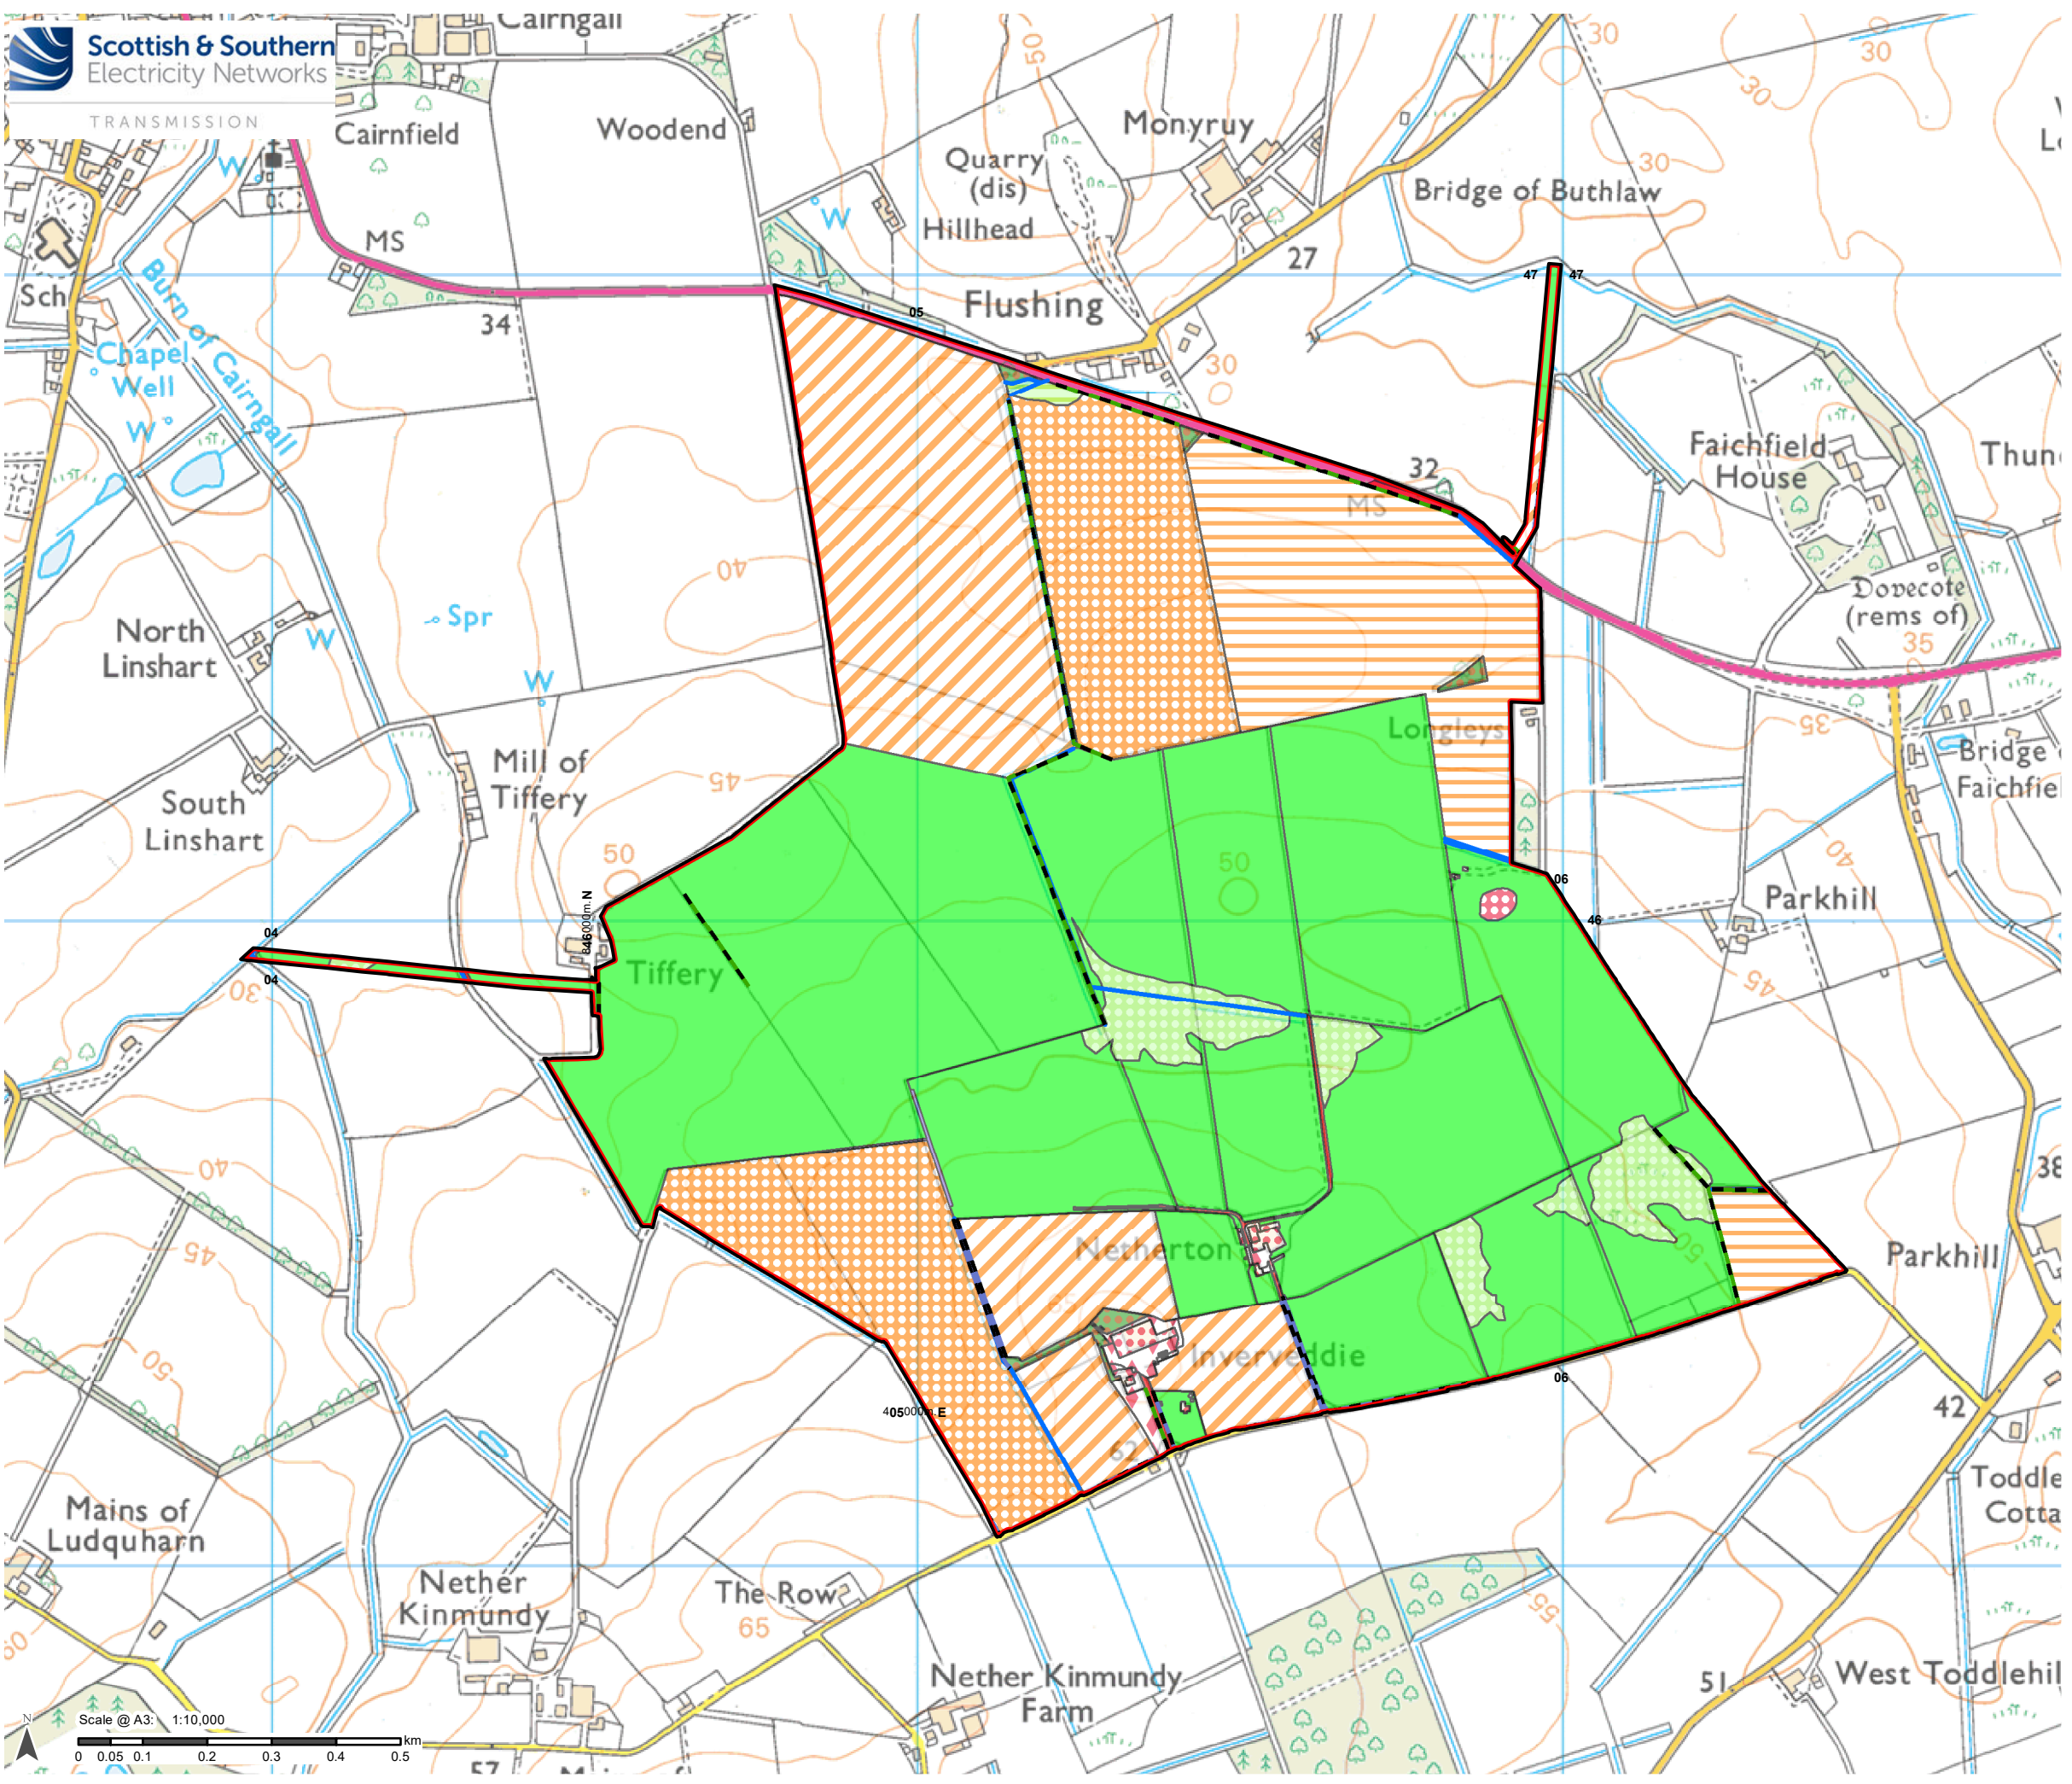 Cairngall
Scottish & Southern
Electricity Networks
TRANSMISSION
Cairnfield
Woodend
Monyruy
Quarry
(dis)
Hillhead
Bridge of Buthlaw
W
W
50
30
30
30
30
27
MS
Sch
34
Flushing
05
47
47
30
Burn of Cairngall
Chapel
Well
W
32
MS
Faichfield
House
Dovecote
(rems of)
35
40
Spr
North
Linshart
W
W
Longleys
35
Bridge
Mill of
Tiffery
45
South
Linshart
50
50
40
06
46
Parkhill
846000m.N
04
04
Tiffery
30
45
40
45
38
Netherton
50
Parkhill
Inverveddie
50
06
42
405000m.E
62
Mains of
Ludquharn
Nether
Kinmundy
The Row
65
55
Nether Kinmundy
Farm
51
West Toddlehil
N
Scale @ A3: 1:10,000
km
0 0.05 0.1 0.2 0.3 0.4 0.5
57